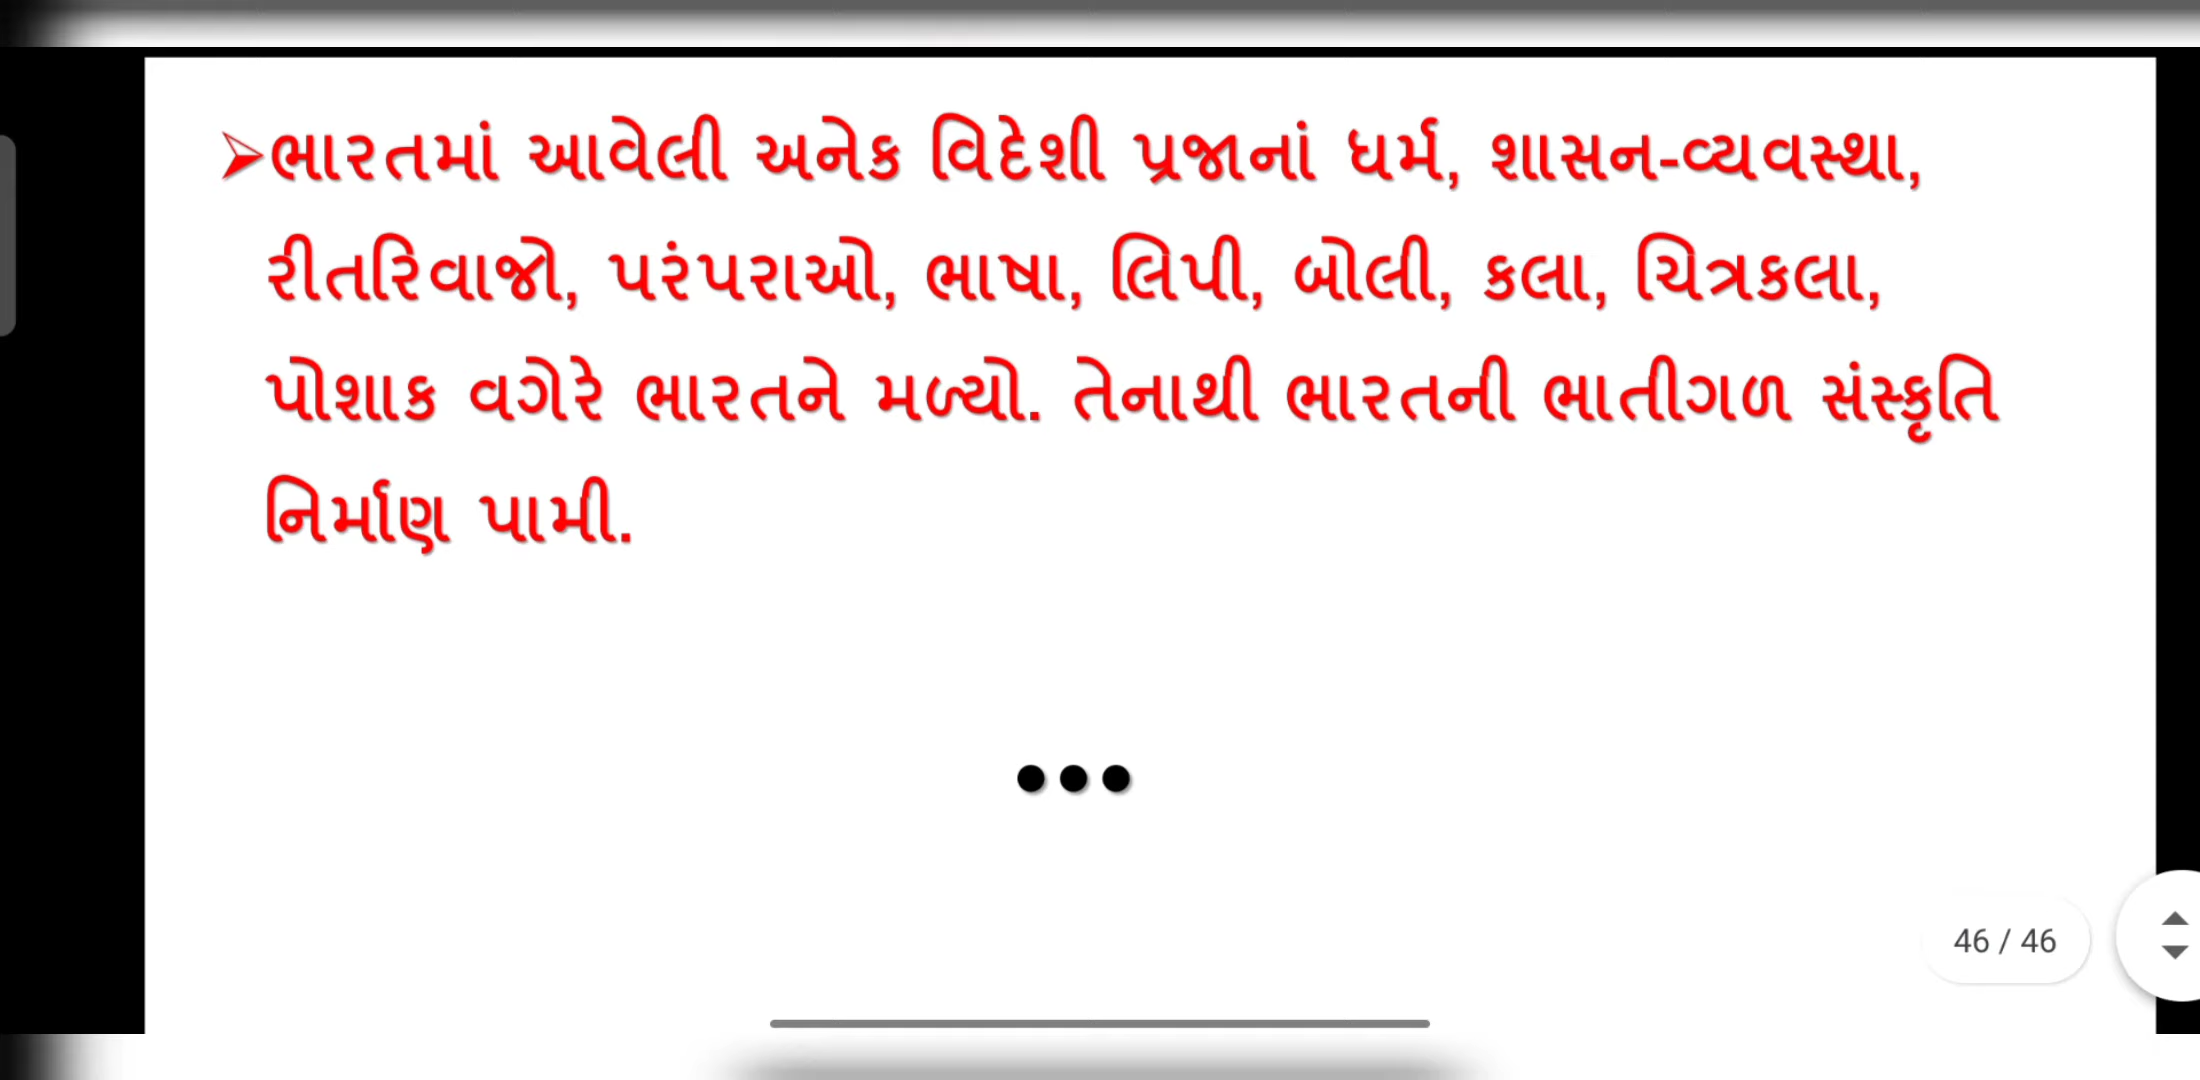 ➢ભારતમાં આવેલી અનેક વિદેશી પ્રજાનાં ધર્મ, શાસન-વ્યવસ્થા,
રીતરિવાજો, પરંપરાઓ, ભાષા, લિપી, બોલી, કલા, ચિત્રકલા,
પોશાક વગેરે ભારતને મળ્યો. તેનાથી ભારતની ભાતીગળ સંસ્કૃતિ
નિર્માણ પામી.
•••
46 / 46